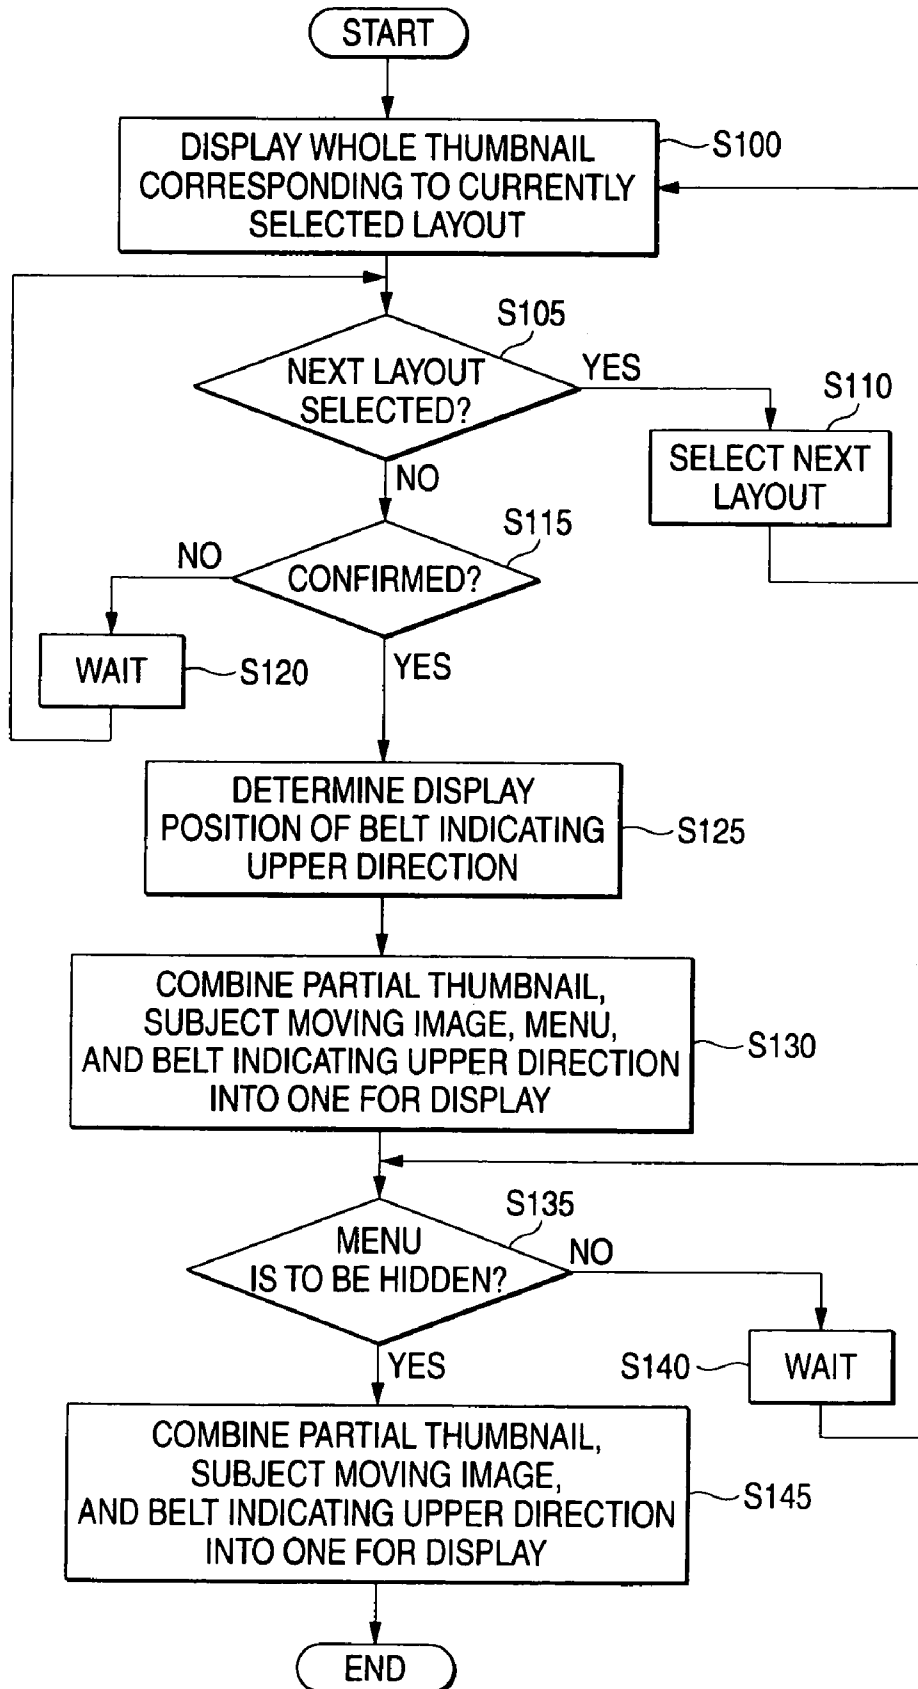 START
DISPLAY WHOLE THUMBNAIL
CORRESPONDING TO CURRENTLY
SELECTED LAYOUT
S100
S105
NEXT LAYOUT
SELECTED?
YES
S110
SELECT NEXT
LAYOUT
NO
S115
NO
CONFIRMED?
WAIT
S120
YES
DETERMINE DISPLAY
POSITION OF BELT INDICATING
UPPER DIRECTION
S125
COMBINE PARTIAL THUMBNAIL,
SUBJECT MOVING IMAGE, MENU,
AND BELT INDICATING UPPER DIRECTION
INTO ONE FOR DISPLAY
S130
S135
MENU
IS TO BE HIDDEN?
NO
S140
WAIT
YES
COMBINE PARTIAL THUMBNAIL,
SUBJECT MOVING IMAGE,
AND BELT INDICATING UPPER DIRECTION
INTO ONE FOR DISPLAY
S145
END